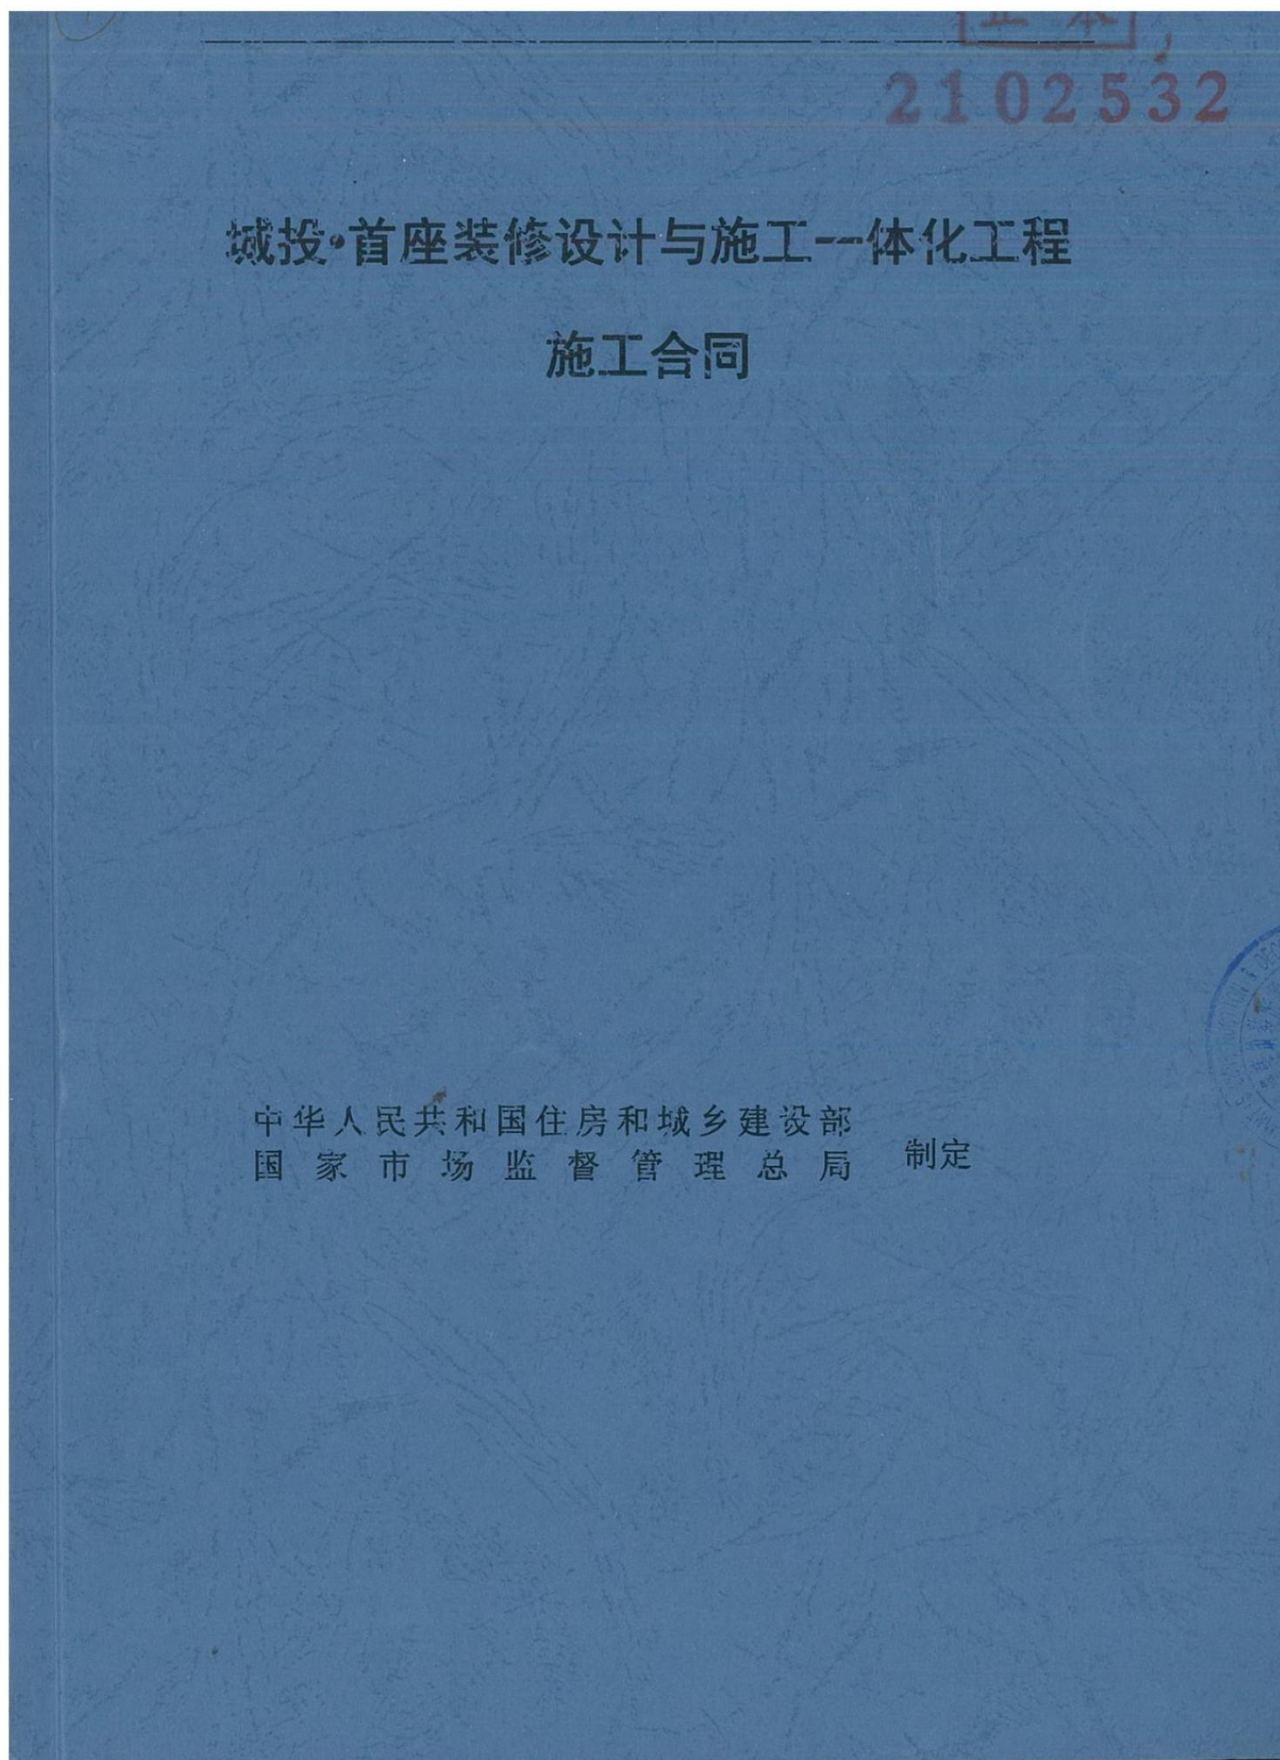 正本
2102532
城投·首座装修设计与施工一体化工程
施工合同
中华人民共和国住房和城乡建设部
国家市场监督管理总局
制定